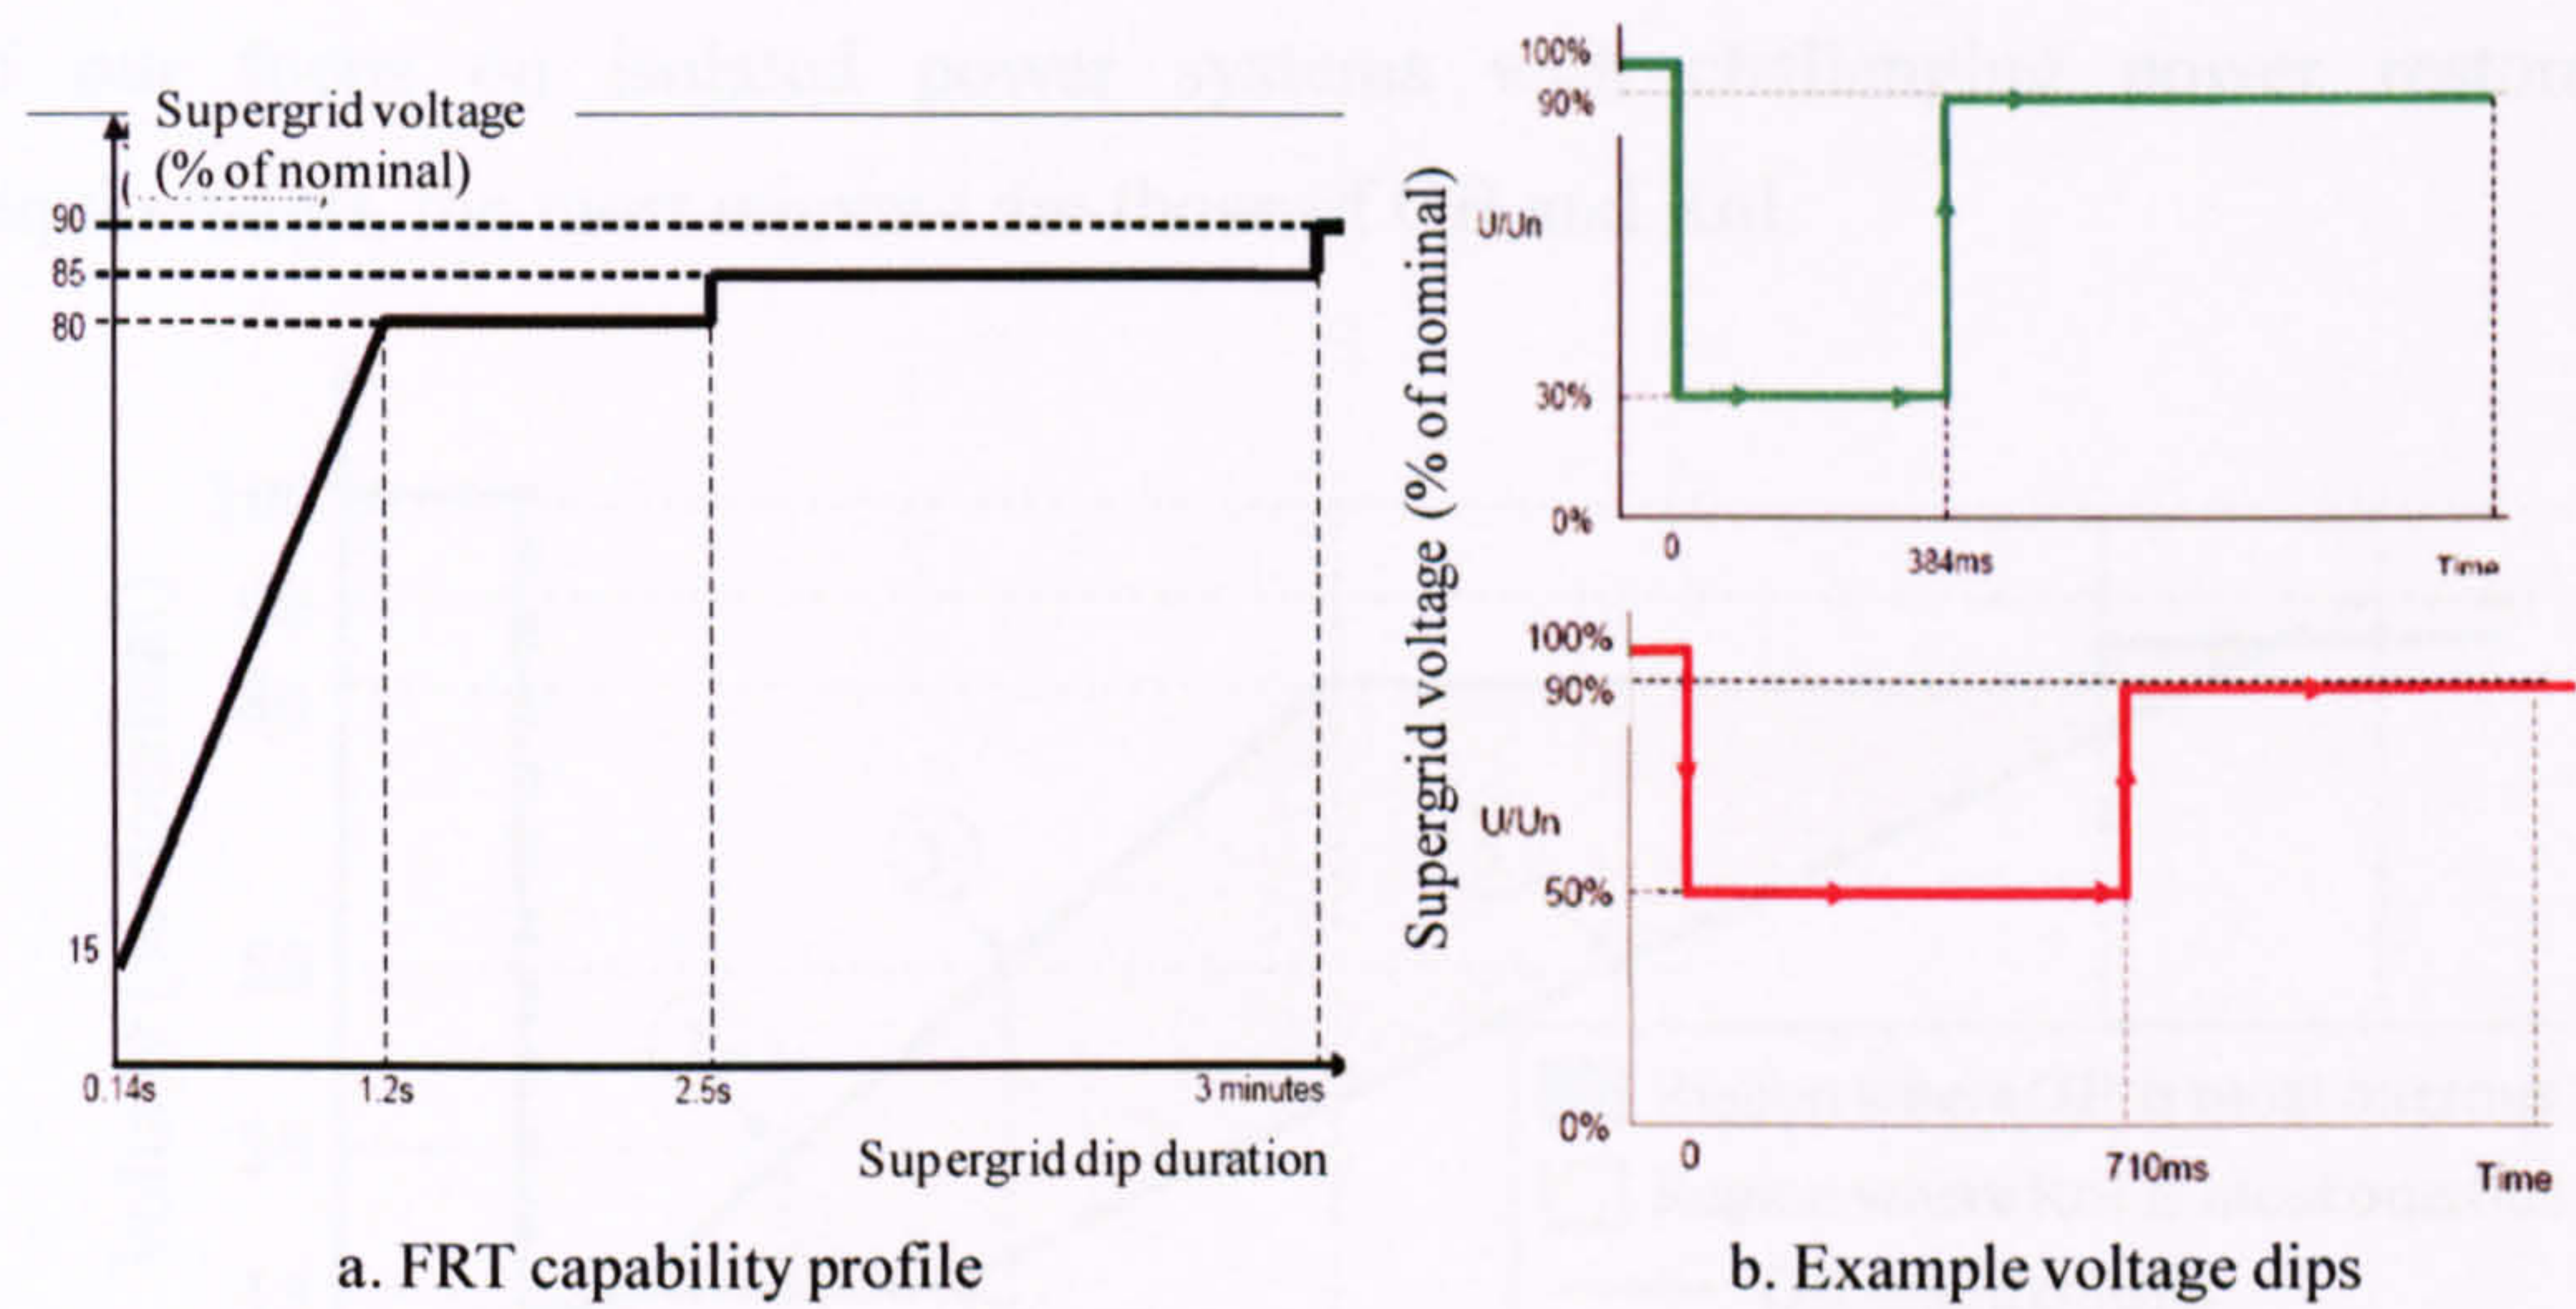 Supergrid voltage
(% of nominal)
90
85
80
15
0.14s
1.2s
2.5s
3 minutes
Supergrid dip duration
a. FRT capability profile
Supergrid voltage (% of nominal)
100%
90%
U/Un
30%
0%
0
384ms
Time
100%
90%
U/Un
50%
0%
0
710ms
Time
b. Example voltage dips